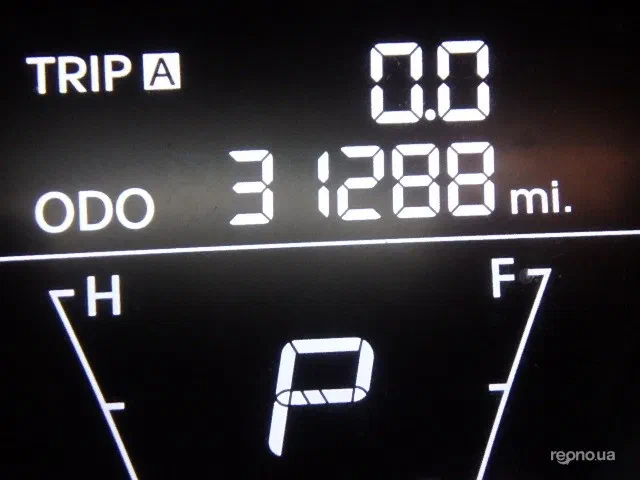 TRIP A 0.0
ODO 31288 mi.
H F
P
reono.ua